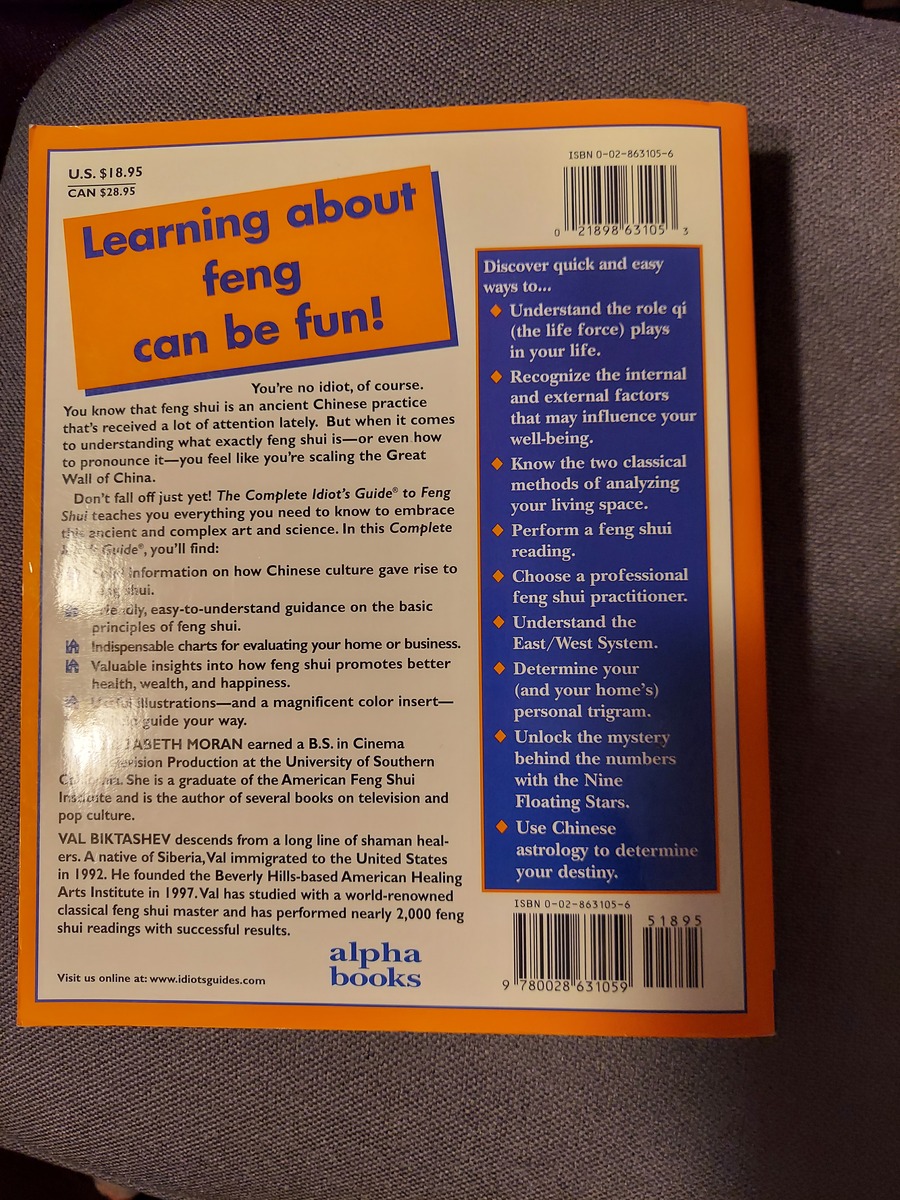 U.S. $18.95
CAN $28.95
Learning about
feng
can be fun!
You're no idiot, of course.
You know that feng shui is an ancient Chinese practice
that's received a lot of attention lately. But when it comes
to understanding what exactly feng shui is—or even how
to pronounce it—you feel like you're scaling the Great
Wall of China.
Don't fall off just yet! The Complete Idiot's Guide® to Feng
Shui teaches you everything you need to know to embrace
this ancient and complex art and science. In this Complete
Guide®, you'll find:
information on how Chinese culture gave rise to
shui.
easy-to-understand guidance on the basic
principles of feng shui.
Indispensable charts for evaluating your home or business.
Valuable insights into how feng shui promotes better
health, wealth, and happiness.
Useful illustrations—and a magnificent color insert—
guide your way.
MORAN earned a B.S. in Cinema
Production at the University of Southern
She is a graduate of the American Feng Shui
Institute and is the author of several books on television and
pop culture.
VAL BIKTASHEV descends from a long line of shaman heal-
ers. A native of Siberia, Val immigrated to the United States
in 1992. He founded the Beverly Hills-based American Healing
Arts Institute in 1997. Val has studied with a world-renowned
classical feng shui master and has performed nearly 2,000 feng
shui readings with successful results.
Visit us online at: www.idiotsguides.com
alpha
books
ISBN 0-02-863105-6
0 21898 63105 3
Discover quick and easy
ways to...
Understand the role qi
(the life force) plays
in your life.
Recognize the internal
and external factors
that may influence your
well-being.
Know the two classical
methods of analyzing
your living space.
Perform a feng shui
reading.
Choose a professional
feng shui practitioner.
Understand the
East/West System.
Determine your
(and your home's)
personal trigram.
Unlock the mystery
behind the numbers
with the Nine
Floating Stars.
Use Chinese
astrology to determine
your destiny.
ISBN 0-02-863105-6
51895
9 780028 631059